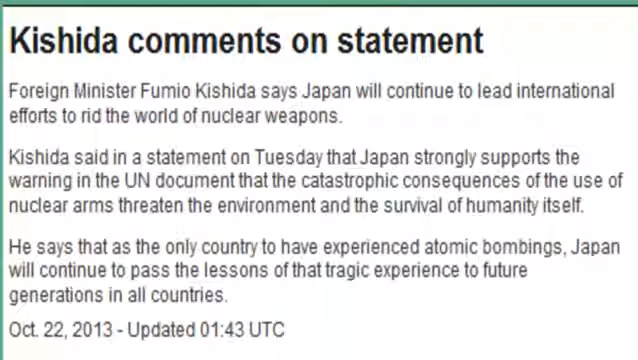 Kishida comments on statement
Foreign Minister Fumio Kishida says Japan will continue to lead international
efforts to rid the world of nuclear weapons.
Kishida said in a statement on Tuesday that Japan strongly supports the
warning in the UN document that the catastrophic consequences of the use of
nuclear arms threaten the environment and the survival of humanity itself.
He says that as the only country to have experienced atomic bombings, Japan
will continue to pass the lessons of that tragic experience to future
generations in all countries.
Oct. 22, 2013 - Updated 01:43 UTC